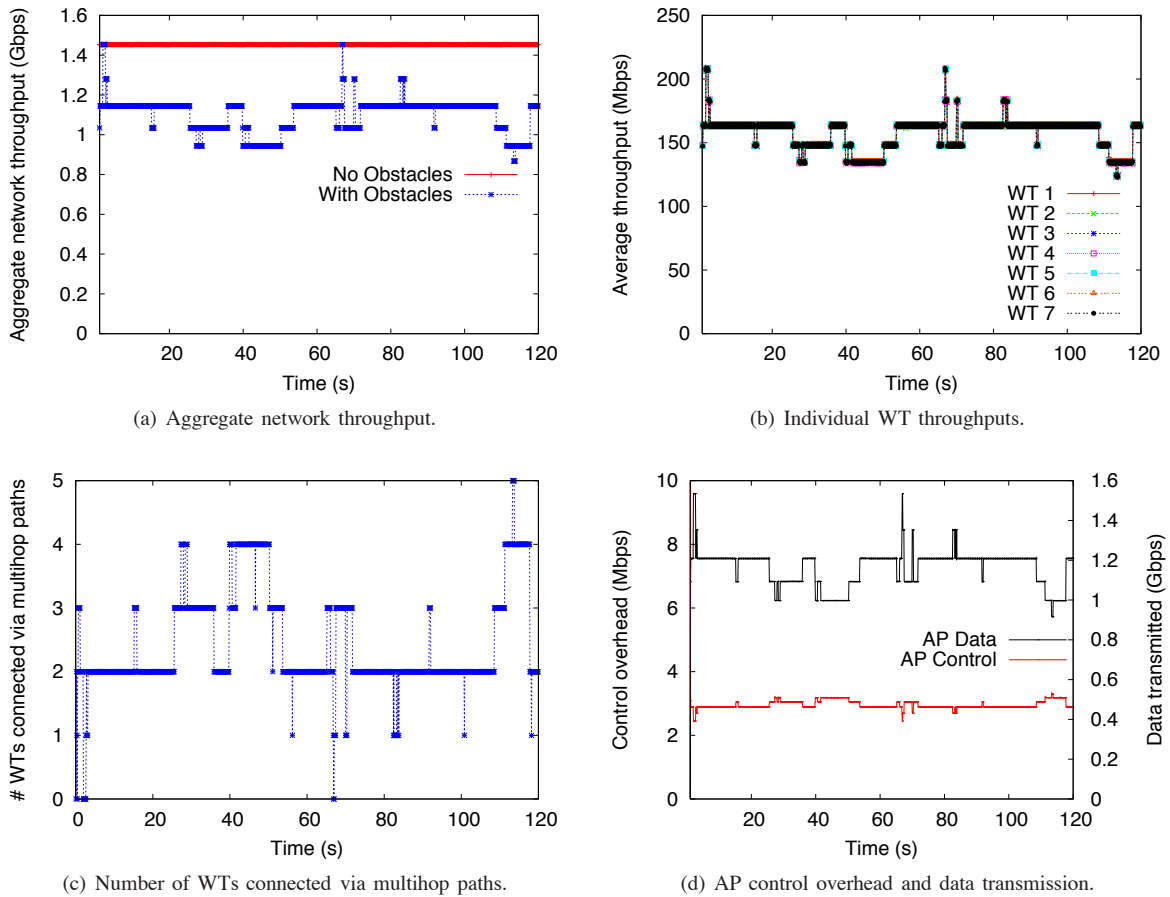 Aggregate network throughput (Gbps)
1.6
1.4
1.2
1
0.8
0.6
0.4
0.2
0
No Obstacles
With Obstacles
20 40 60 80 100 120
Time (s)
(a) Aggregate network throughput.
Average throughput (Mbps)
250
200
150
100
50
0
WT 1
WT 2
WT 3
WT 4
WT 5
WT 6
WT 7
20 40 60 80 100 120
Time (s)
(b) Individual WT throughputs.
# WTs connected via multihop paths
5
4
3
2
1
0
0 20 40 60 80 100 120
Time (s)
(c) Number of WTs connected via multihop paths.
Control overhead (Mbps)
10
8
6
4
2
0
AP Data
AP Control
1.6
1.4
1.2
1
0.8
0.6
0.4
0.2
0
Data transmitted (Gbps)
20 40 60 80 100 120
Time (s)
(d) AP control overhead and data transmission.